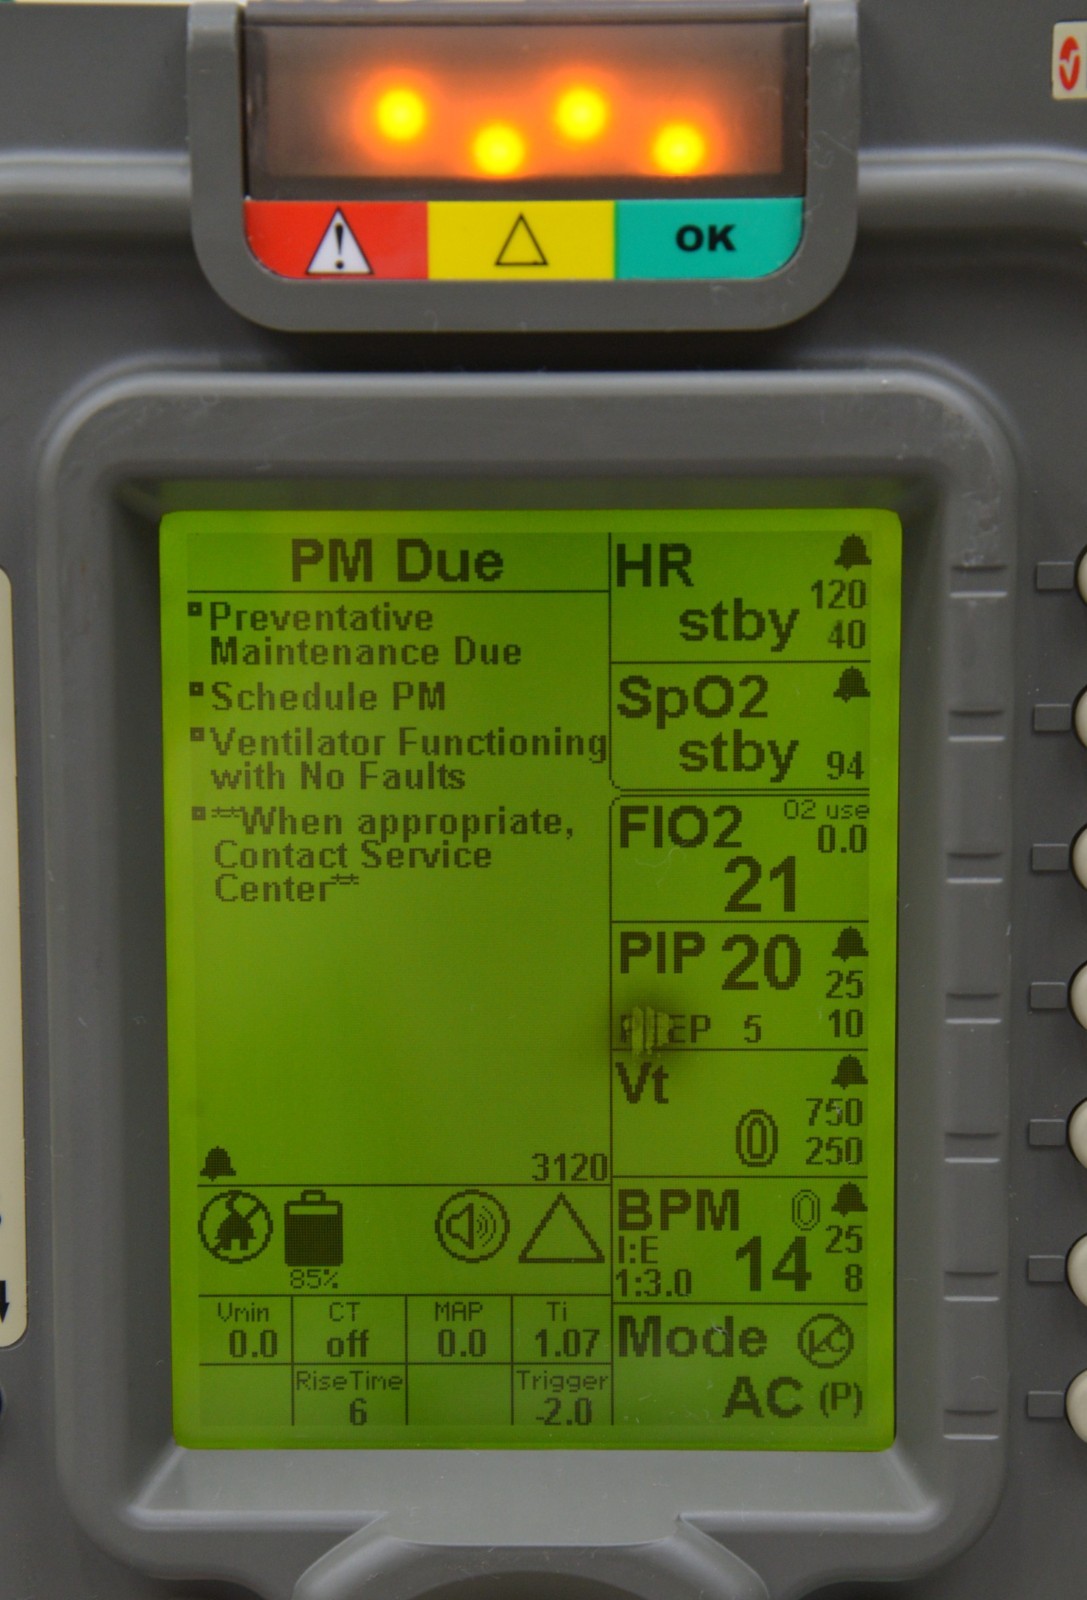 !
OK
PM Due
Preventative
Maintenance Due
Schedule PM
Ventilator Functioning
with No Faults
**When appropriate,
Contact Service
Center**
3120
85%
Vmin
0.0
CT
off
MAP
0.0
Ti
1.07
RiseTime
6
Trigger
-2.0
HR
120
stby
40
SpO2
stby
94
FIO2
O2 use
0.0
21
PIP 20
25
PEEP 5
10
Vt
750
0
250
BPM
0
I:E
14
25
1:3.0
8
Mode
AC (P)